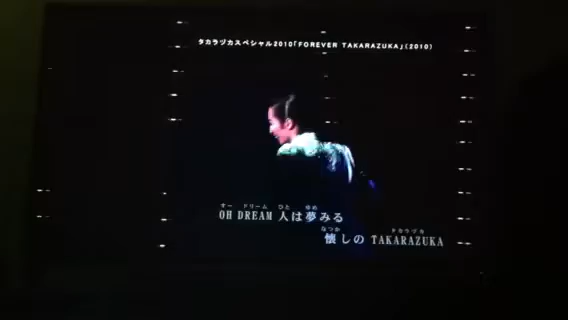 タカラヅカスペシャル2010「FOREVER TAKARAZUKA」(2010)
オー ドリーム ひと ゆめ
OH DREAM 人は夢みる
なつか タカラヅカ
懐しの TAKARAZUKA